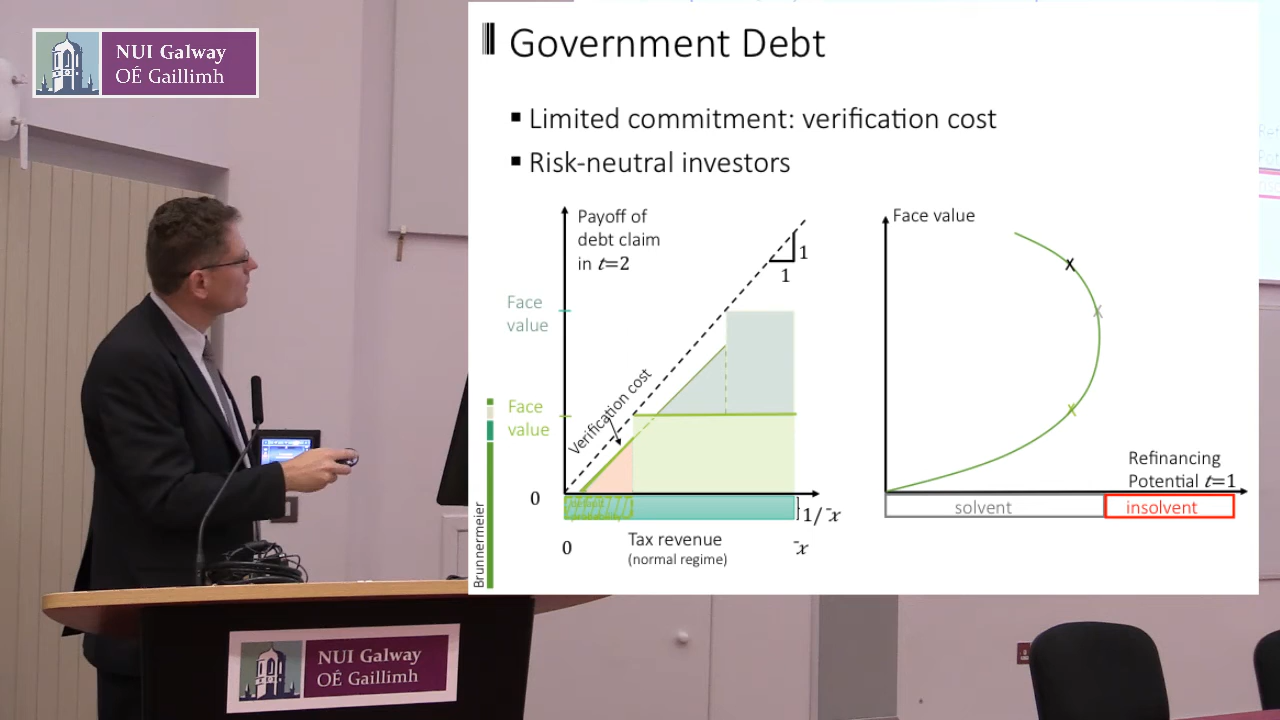 NUI Galway
OÉ Gaillimh
Government Debt
▪ Limited commitment: verification cost
▪ Risk-neutral investors
Payoff of
debt claim
in t=2
1
1
Face
value
Face
value
Verification cost
0
default
probability
1/ ¯x
0
Tax revenue
(normal regime)
¯x
Face value
x
x
x
Refinancing
Potential t=1
solvent
insolvent
Brunnermeier
NUI Galway
OÉ Gaillimh